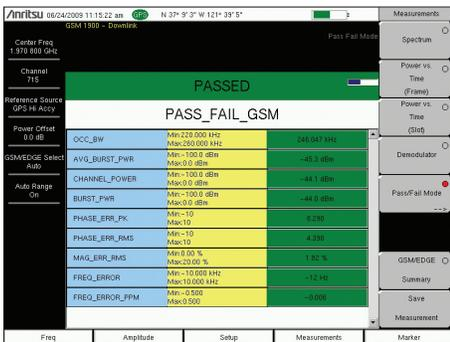 Anritsu 06/24/2009 11:15:22 am GPS N 37° 9' 3" W 121° 39' 5"
Measurements
GSM 1900 - Downlink
Pass Fail Mode
Center Freq
1.970 800 GHz
Channel
715
Reference Source
GPS Hi Accy
Power Offset
0.0 dB
GSM/EDGE Select
Auto
Auto Range
On
PASSED
PASS_FAIL_GSM
OCC_BW Min:220.000 kHz Max:260.000 kHz 246.047 kHz
AVG_BURST_PWR Min:-100.0 dBm Max:0.0 dBm -45.3 dBm
CHANNEL_POWER Min:-100.0 dBm Max:0.0 dBm -44.1 dBm
BURST_PWR Min:-100.0 dBm Max:0.0 dBm -44.0 dBm
PHASE_ERR_PK Min:-10 Max:10
PHASE_ERR_RMS Min:-10 Max:10
MAG_ERR_RMS Min:0.00 % Max:20.00 % 1.92 %
FREQ_ERROR Min:-10.000 kHz Max:10.000 kHz -12 Hz
FREQ_ERROR_PPM Min:-0.500 Max:0.500 -0.006
Spectrum
Power vs.
Time
(Frame)
Power vs.
Time
(Slot)
Demodulator
Pass/Fail Mode
-->
GSM/EDGE
Summary
Save
Measurement
Freq Amplitude Setup Measurements Marker